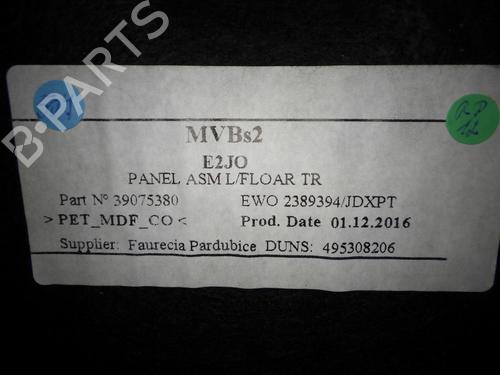 B-PARTS
MVBs2
E2JO
PANEL ASM L/FLOAR TR
Part N° 39075380 EWO 2389394/JDXPT
> PET_MDF_CO < Prod. Date 01.12.2016
Supplier: Faurecia Pardubice DUNS: 495308206